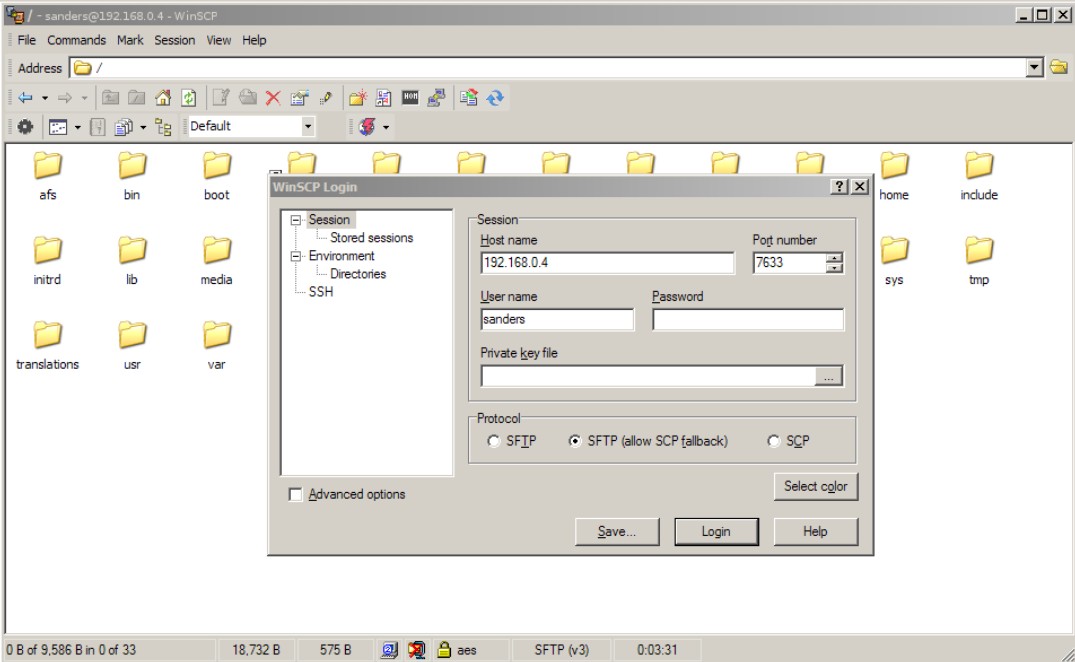 / - sanders@192.168.0.4 - WinSCP
File Commands Mark Session View Help
Address /
Default
afs bin boot home include
WinSCP Login
Session
Stored sessions
Environment
Directories
SSH
Session
Host name Port number
192.168.0.4 7633
User name Password
sanders
Private key file
...
Protocol
SFTP SFTP (allow SCP fallback) SCP
Advanced options
Select color
Save... Login Help
initrd lib media sys tmp
translations usr var
0 B of 9,586 B in 0 of 33 18,732 B 575 B aes SFTP (v3) 0:03:31